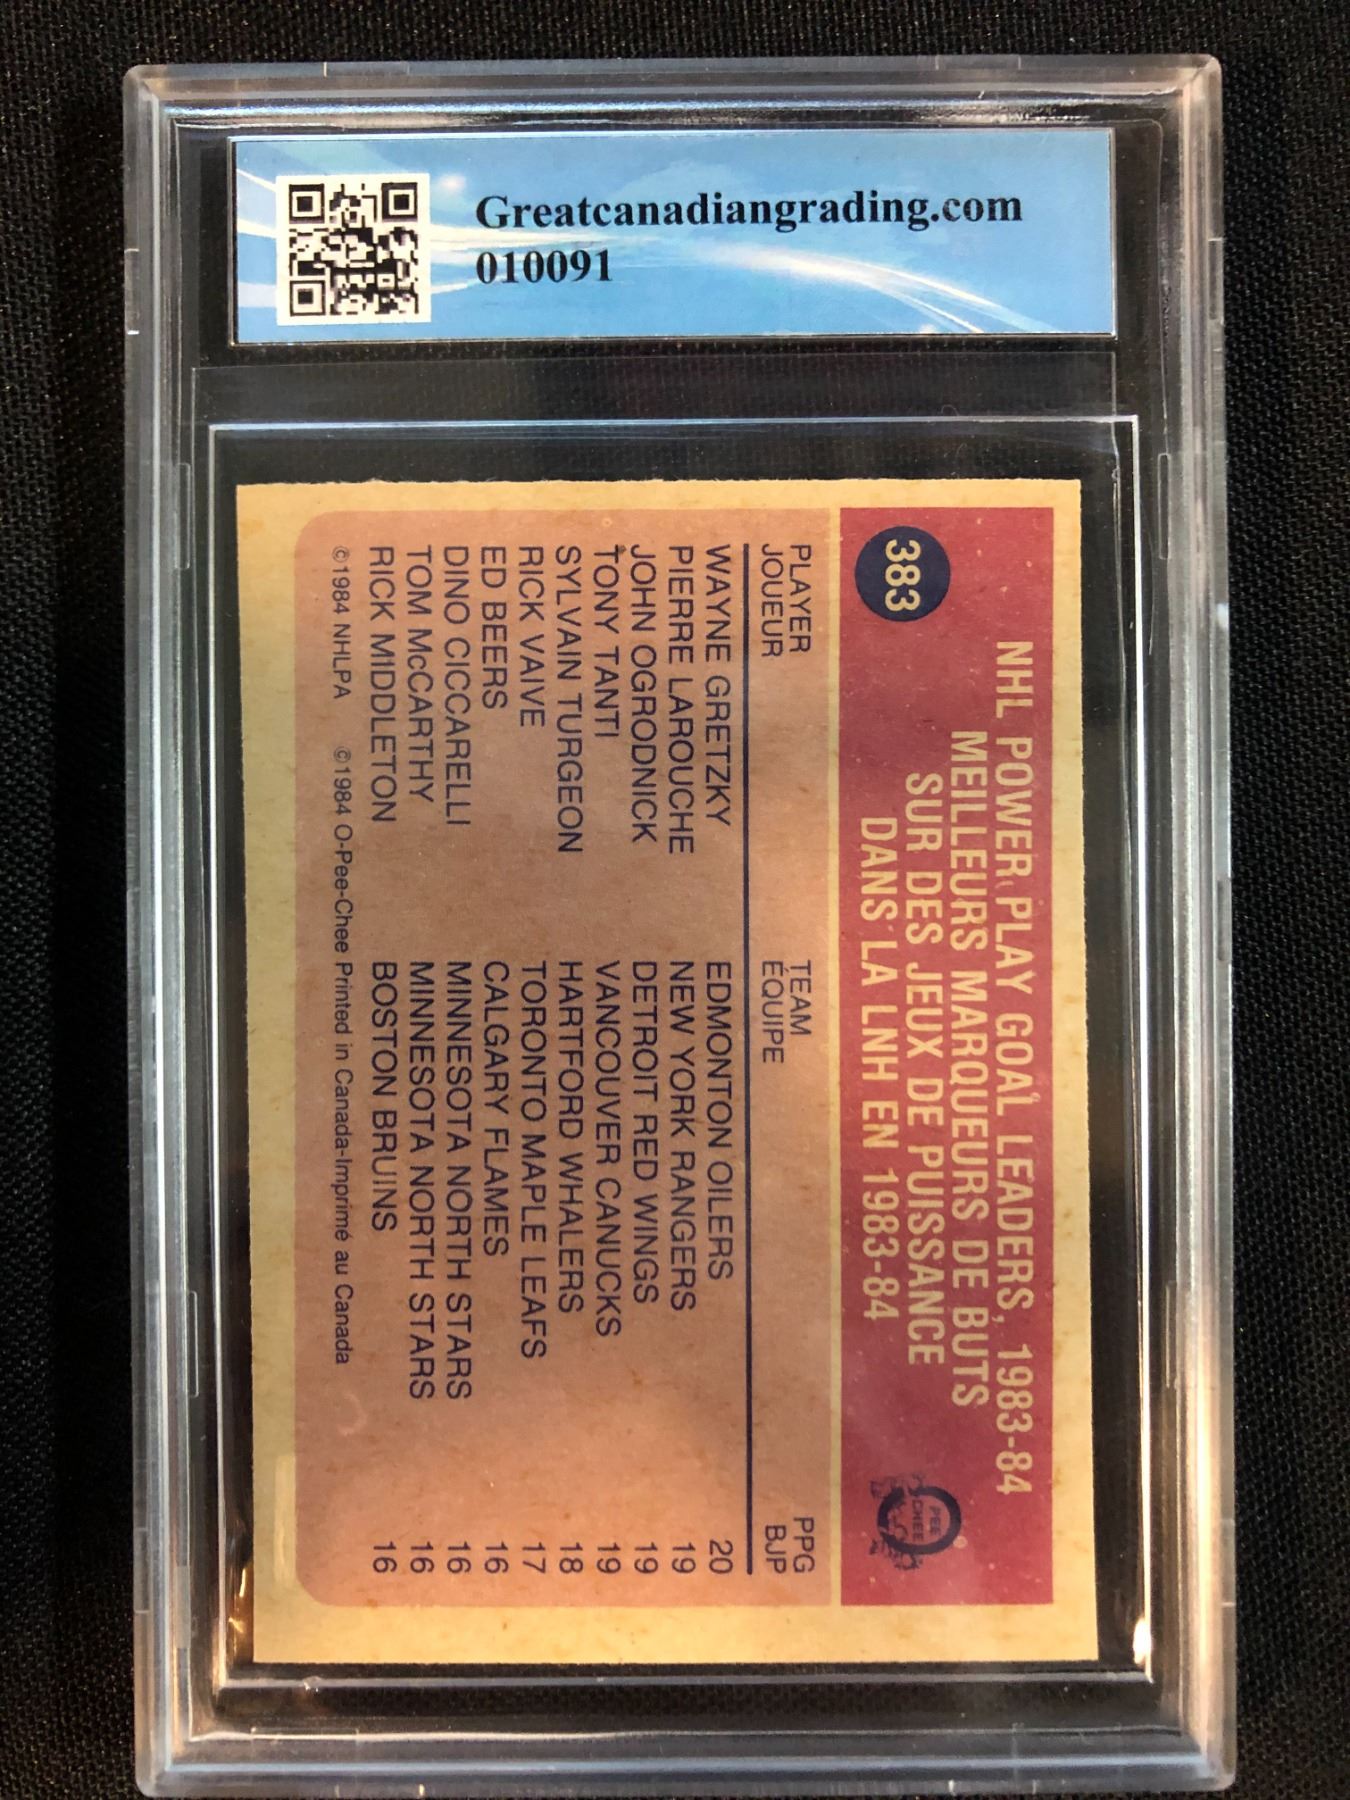 Greatcanadiangrading.com
010091
383
NHL POWER PLAY GOAL LEADERS, 1983-84
MEILLEURS MARQUEURS DE BUTS
SUR DES JEUX DE PUISSANCE
DANS LA LNH EN 1983-84
O
PEE
CHEE
PLAYER TEAM PPG
JOUEUR ÉQUIPE BJP
WAYNE GRETZKY EDMONTON OILERS 20
PIERRE LAROUCHE NEW YORK RANGERS 19
JOHN OGRODNICK DETROIT RED WINGS 19
TONY TANTI VANCOUVER CANUCKS 19
SYLVAIN TURGEON HARTFORD WHALERS 18
RICK VAIVE TORONTO MAPLE LEAFS 17
ED BEERS CALGARY FLAMES 16
DINO CICCARELLI MINNESOTA NORTH STARS 16
TOM McCARTHY MINNESOTA NORTH STARS 16
RICK MIDDLETON BOSTON BRUINS 16
©1984 NHLPA ©1984 O-Pee-Chee Printed in Canada-Imprimé au Canada